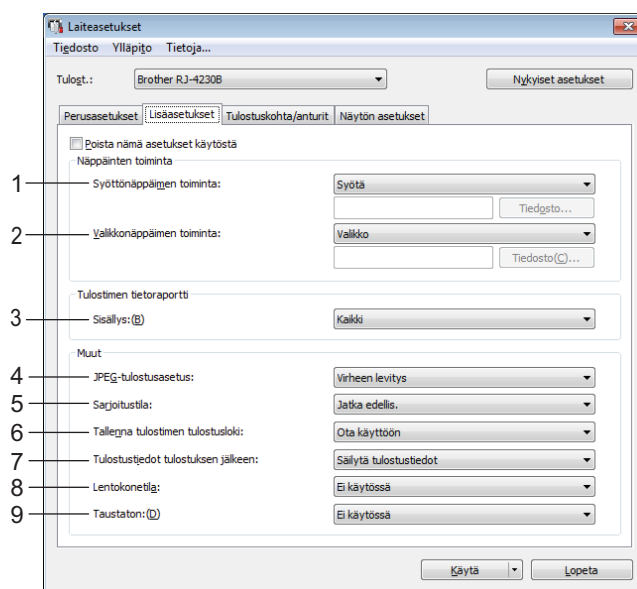 Laiteasetukset
Tiedosto Ylläpito Tietoja...
Tulost.: Brother RJ-4230B Nykyiset asetukset
Perusasetukset Lisäasetukset Tulostuskohta/anturit Näytön asetukset
Poista nämä asetukset käytöstä
Näppäinten toiminta
1 Syöttönäppäimen toiminta: Syötä
Tiedosto...
2 Valikkonäppäimen toiminta: Valikko
Tiedosto(C)...
Tulostimen tietoraportti
3 Sisällys:(B) Kaikki
Muut
4 JPEG-tulostusasetus: Virheen levitys
5 Sarjoitustila: Jatka edellis.
6 Tallenna tulostimen tulostusloki: Ota käyttöön
7 Tulostustiedot tulostuksen jälkeen: Säilytä tulostustiedot
8 Lentokonetila: Ei käytössä
9 Taustaton:(D) Ei käytössä
Käytä Lopeta